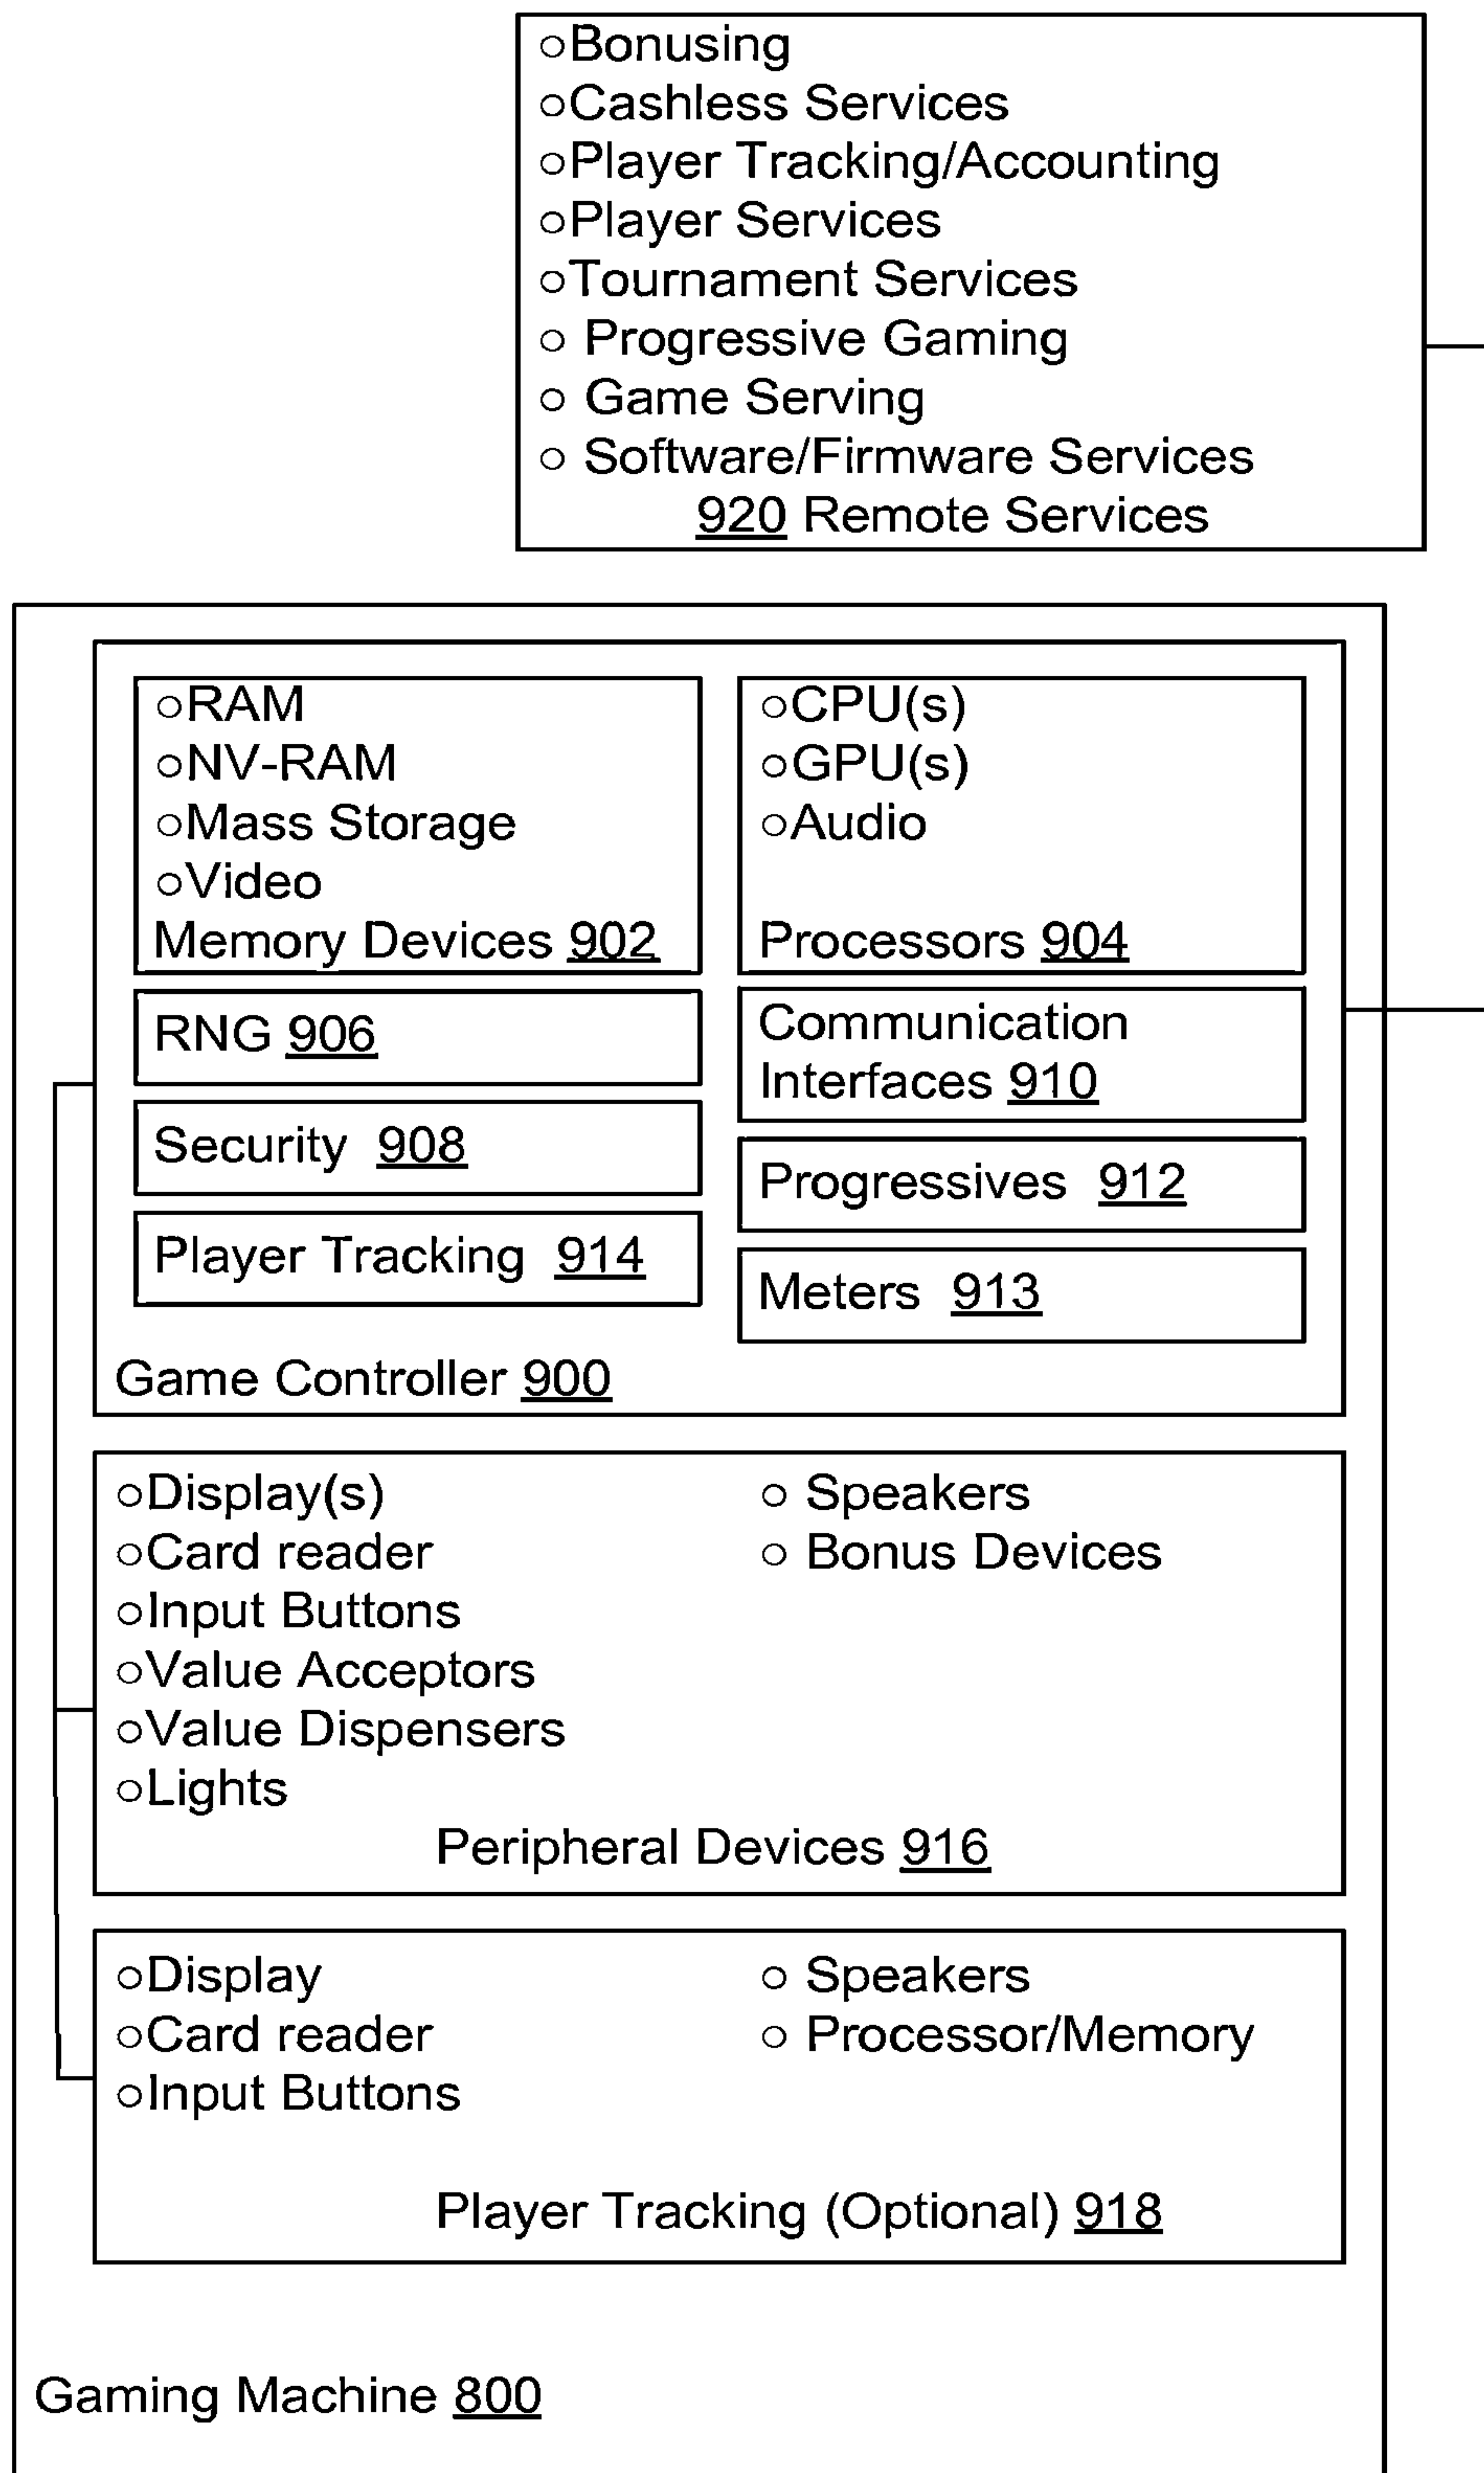 ○Bonusing
○Cashless Services
○Player Tracking/Accounting
○Player Services
○Tournament Services
○ Progressive Gaming
○ Game Serving
○ Software/Firmware Services
920 Remote Services
○RAM
○NV-RAM
○Mass Storage
○Video
Memory Devices 902
○CPU(s)
○GPU(s)
○Audio
Processors 904
RNG 906
Security 908
Player Tracking 914
Communication
Interfaces 910
Progressives 912
Meters 913
Game Controller 900
○Display(s)
○Card reader
○Input Buttons
○Value Acceptors
○Value Dispensers
○Lights
○ Speakers
○ Bonus Devices
Peripheral Devices 916
○Display
○Card reader
○Input Buttons
○ Speakers
○ Processor/Memory
Player Tracking (Optional) 918
Gaming Machine 800